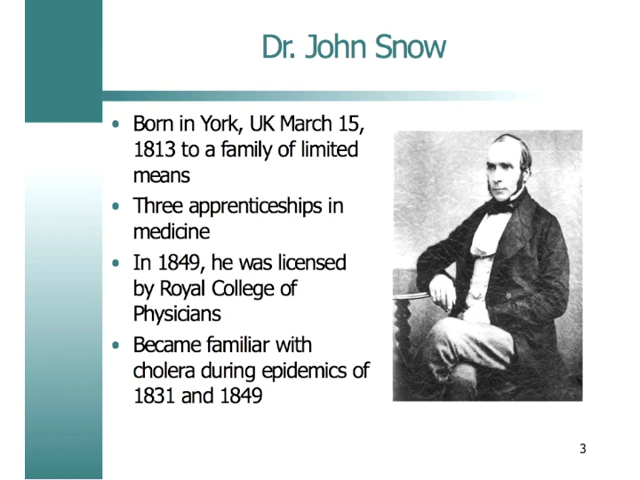 Dr. John Snow
• Born in York, UK March 15,
1813 to a family of limited
means
• Three apprenticeships in
medicine
• In 1849, he was licensed
by Royal College of
Physicians
• Became familiar with
cholera during epidemics of
1831 and 1849
3